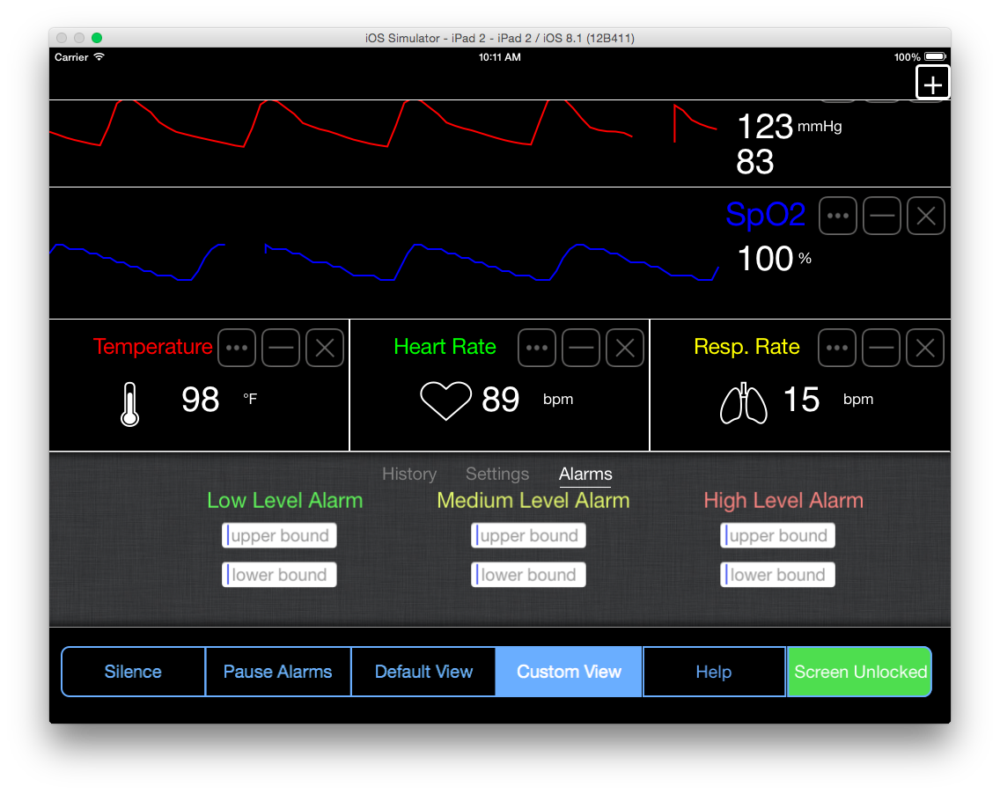 iOS Simulator - iPad 2 - iPad 2 / iOS 8.1 (12B411)
Carrier 10:11 AM 100%
+
123 mmHg
83
SpO2
100 %
Temperature Heart Rate Resp. Rate
98 °F 89 bpm 15 bpm
History Settings Alarms
Low Level Alarm Medium Level Alarm High Level Alarm
upper bound upper bound upper bound
lower bound lower bound lower bound
Silence Pause Alarms Default View Custom View Help Screen Unlocked